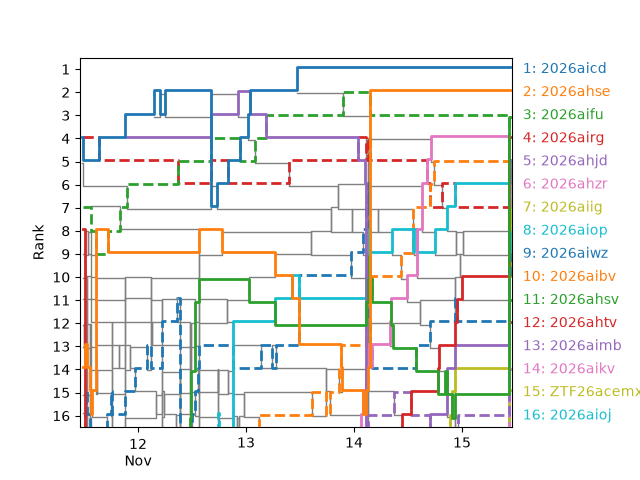 1
2
3
4
5
6
7
8
9
10
11
12
13
14
15
16
Rank
12
13
14
15
Nov
1: 2026aicd
2: 2026ahse
3: 2026aifu
4: 2026airg
5: 2026ahjd
6: 2026ahzr
7: 2026aiig
8: 2026aiop
9: 2026aiwz
10: 2026aibv
11: 2026ahsv
12: 2026ahtv
13: 2026aimb
14: 2026aikv
15: ZTF26acemx
16: 2026aioj